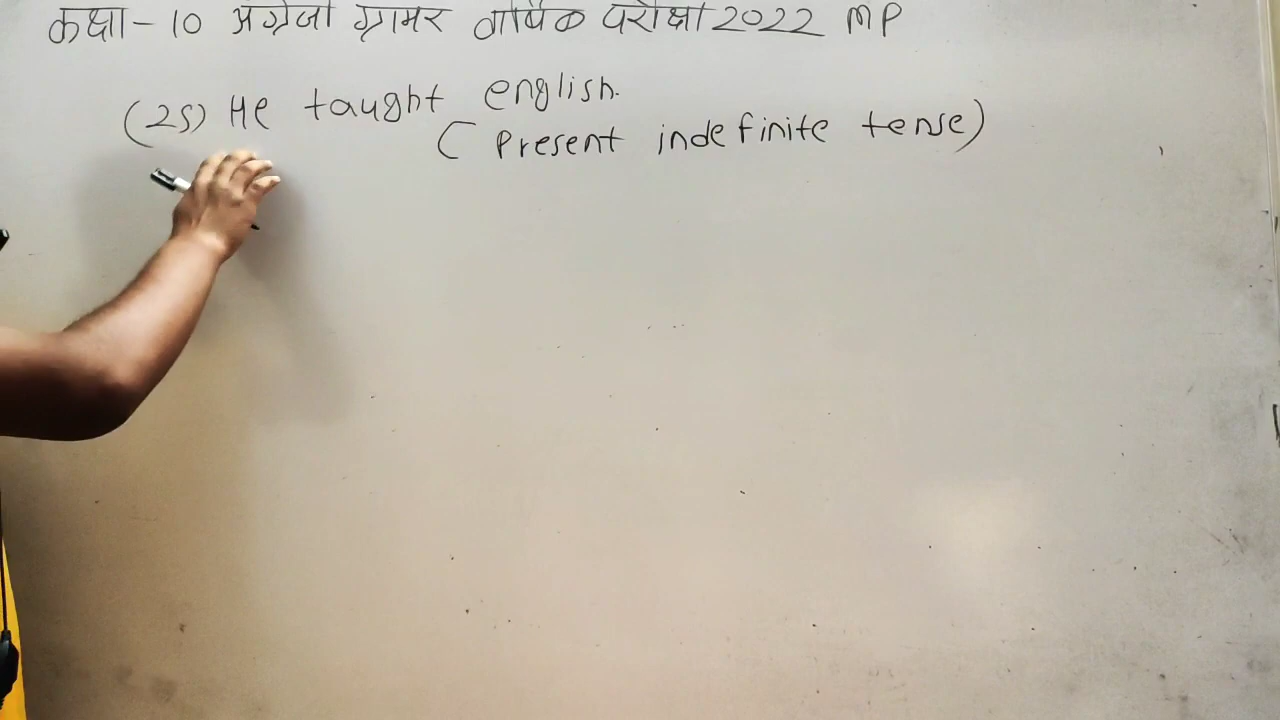 कक्षा - 10 अंग्रेजी ग्रामर वार्षिक परीक्षा 2022 MP
(25) He taught english.
( Present indefinite tense)